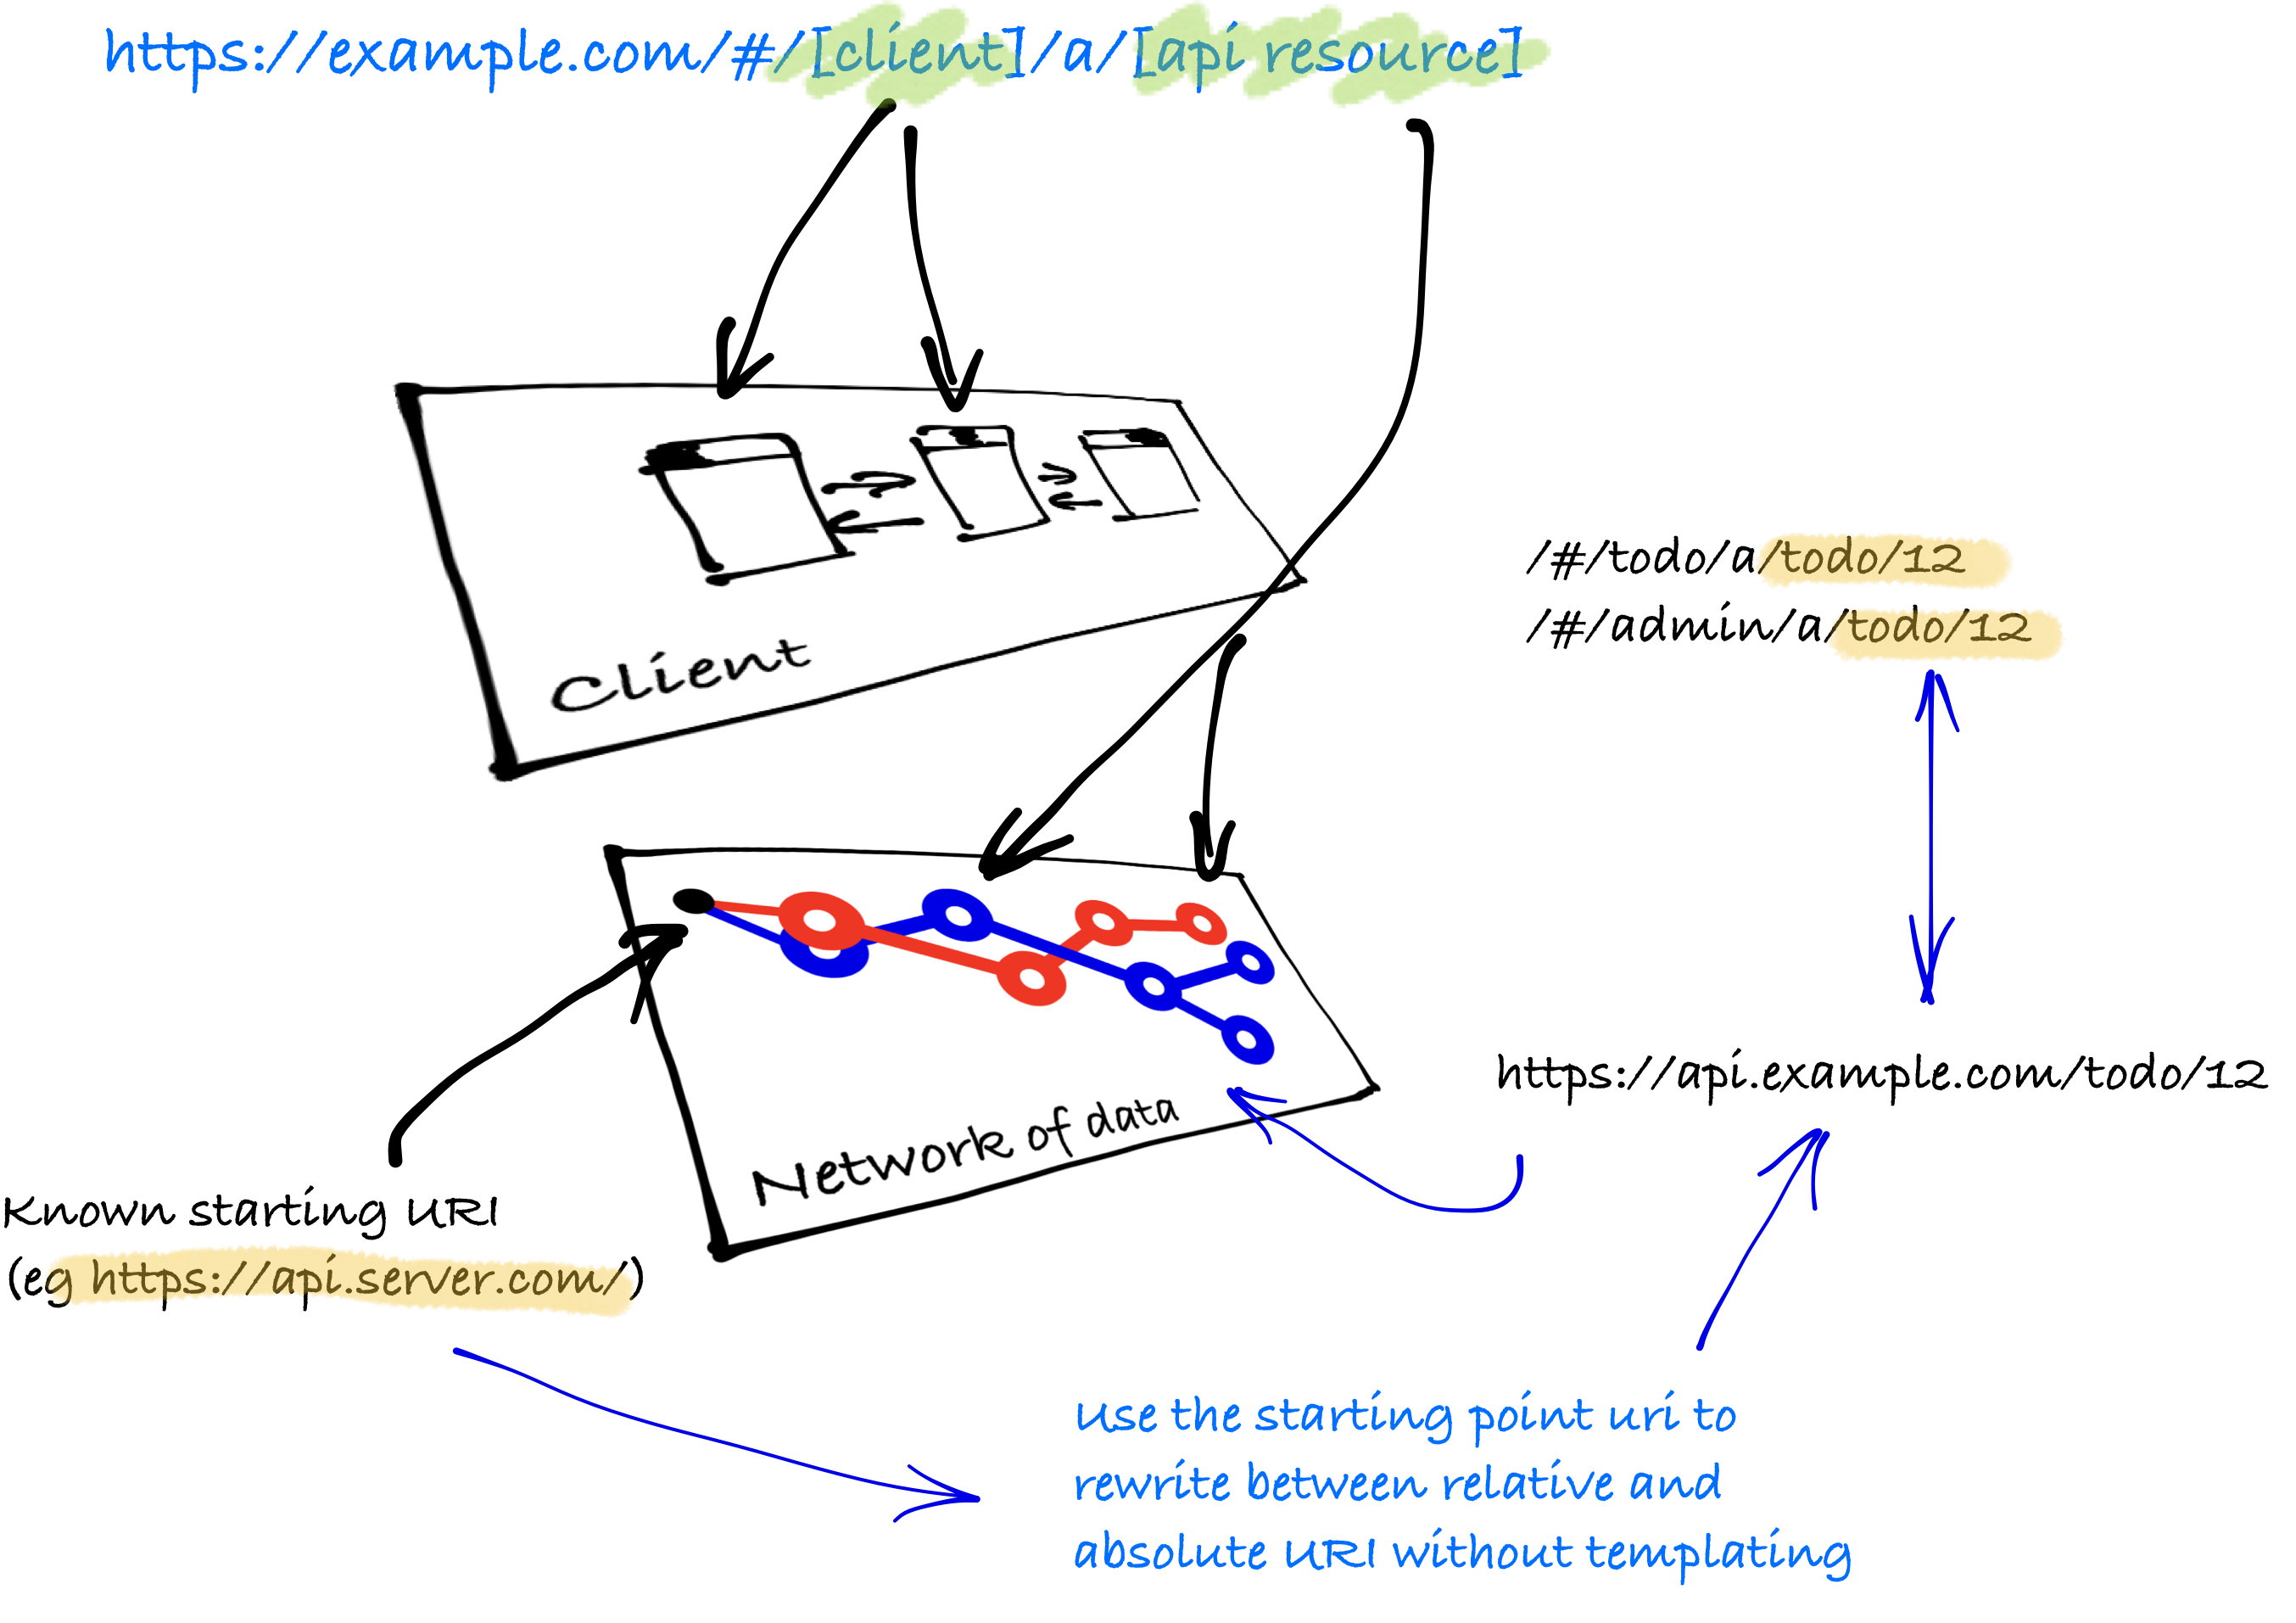 https://example.com/#/[client]/a/[api resource]
Client
/#/todo/a/todo/12
/#/admin/a/todo/12
https://api.example.com/todo/12
Network of data
Known starting URI
(eg https://api.server.com/)
Use the starting point uri to
rewrite between relative and
absolute URI without templating